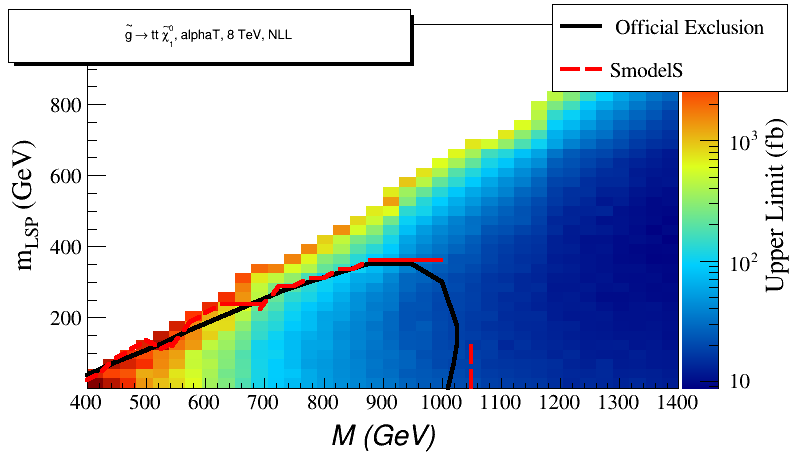 g̃ → tt χ̃⁰₁, alphaT, 8 TeV, NLL
Official Exclusion
SmodelS
m_LSP (GeV)
800
600
400
200
400 500 600 700 800 900 1000 1100 1200 1300 1400
M (GeV)
10³
10²
10
Upper Limit (fb)